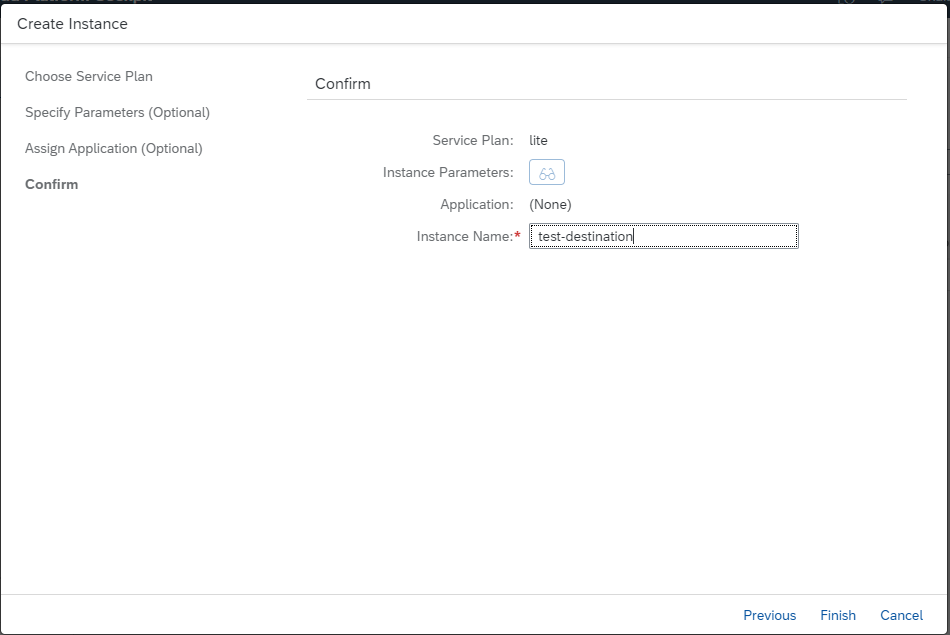 Create Instance
Choose Service Plan
Specify Parameters (Optional)
Assign Application (Optional)
Confirm
Confirm
Service Plan: lite
Instance Parameters:
Application: (None)
Instance Name:* test-destination
Previous Finish Cancel